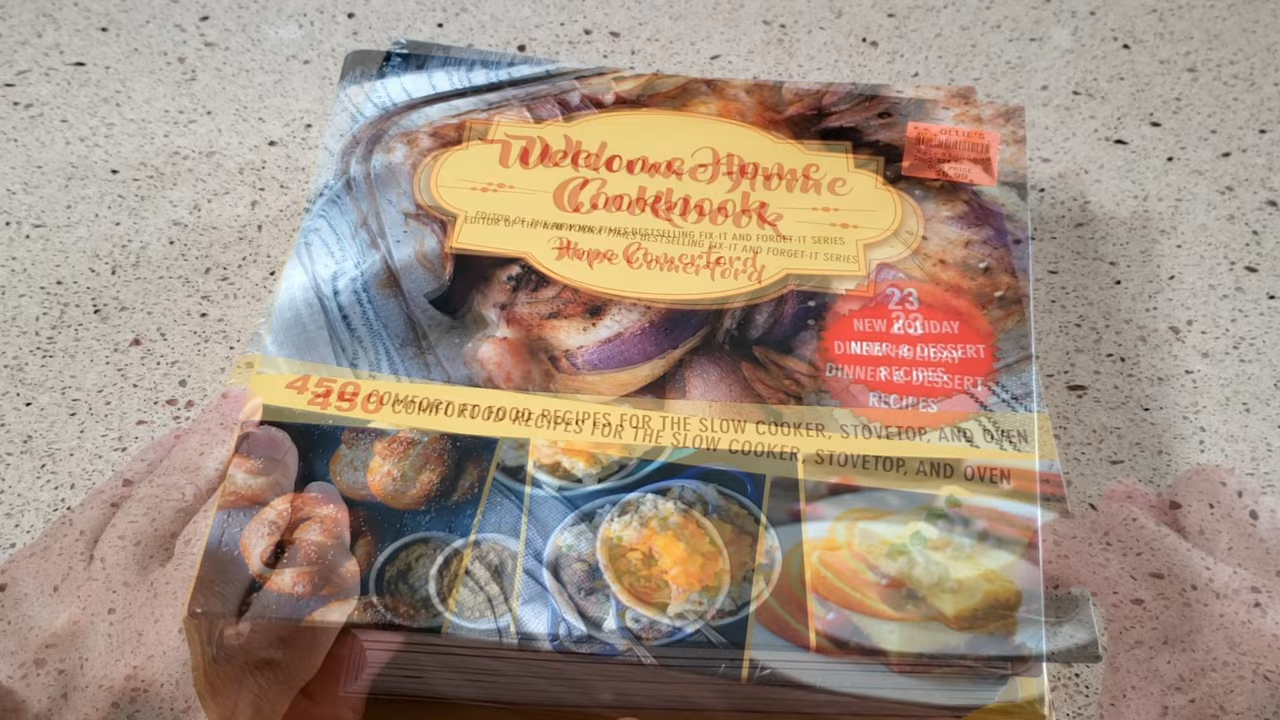 OLLIE'S
Welcome Home
Cookbook
EDITOR OF THE NEW YORK TIMES BESTSELLING FIX-IT AND FORGET-IT SERIES
Hope Comerford
23
NEW HOLIDAY
DINNER & DESSERT
RECIPES
450 COMFORT FOOD RECIPES FOR THE SLOW COOKER, STOVETOP, AND OVEN